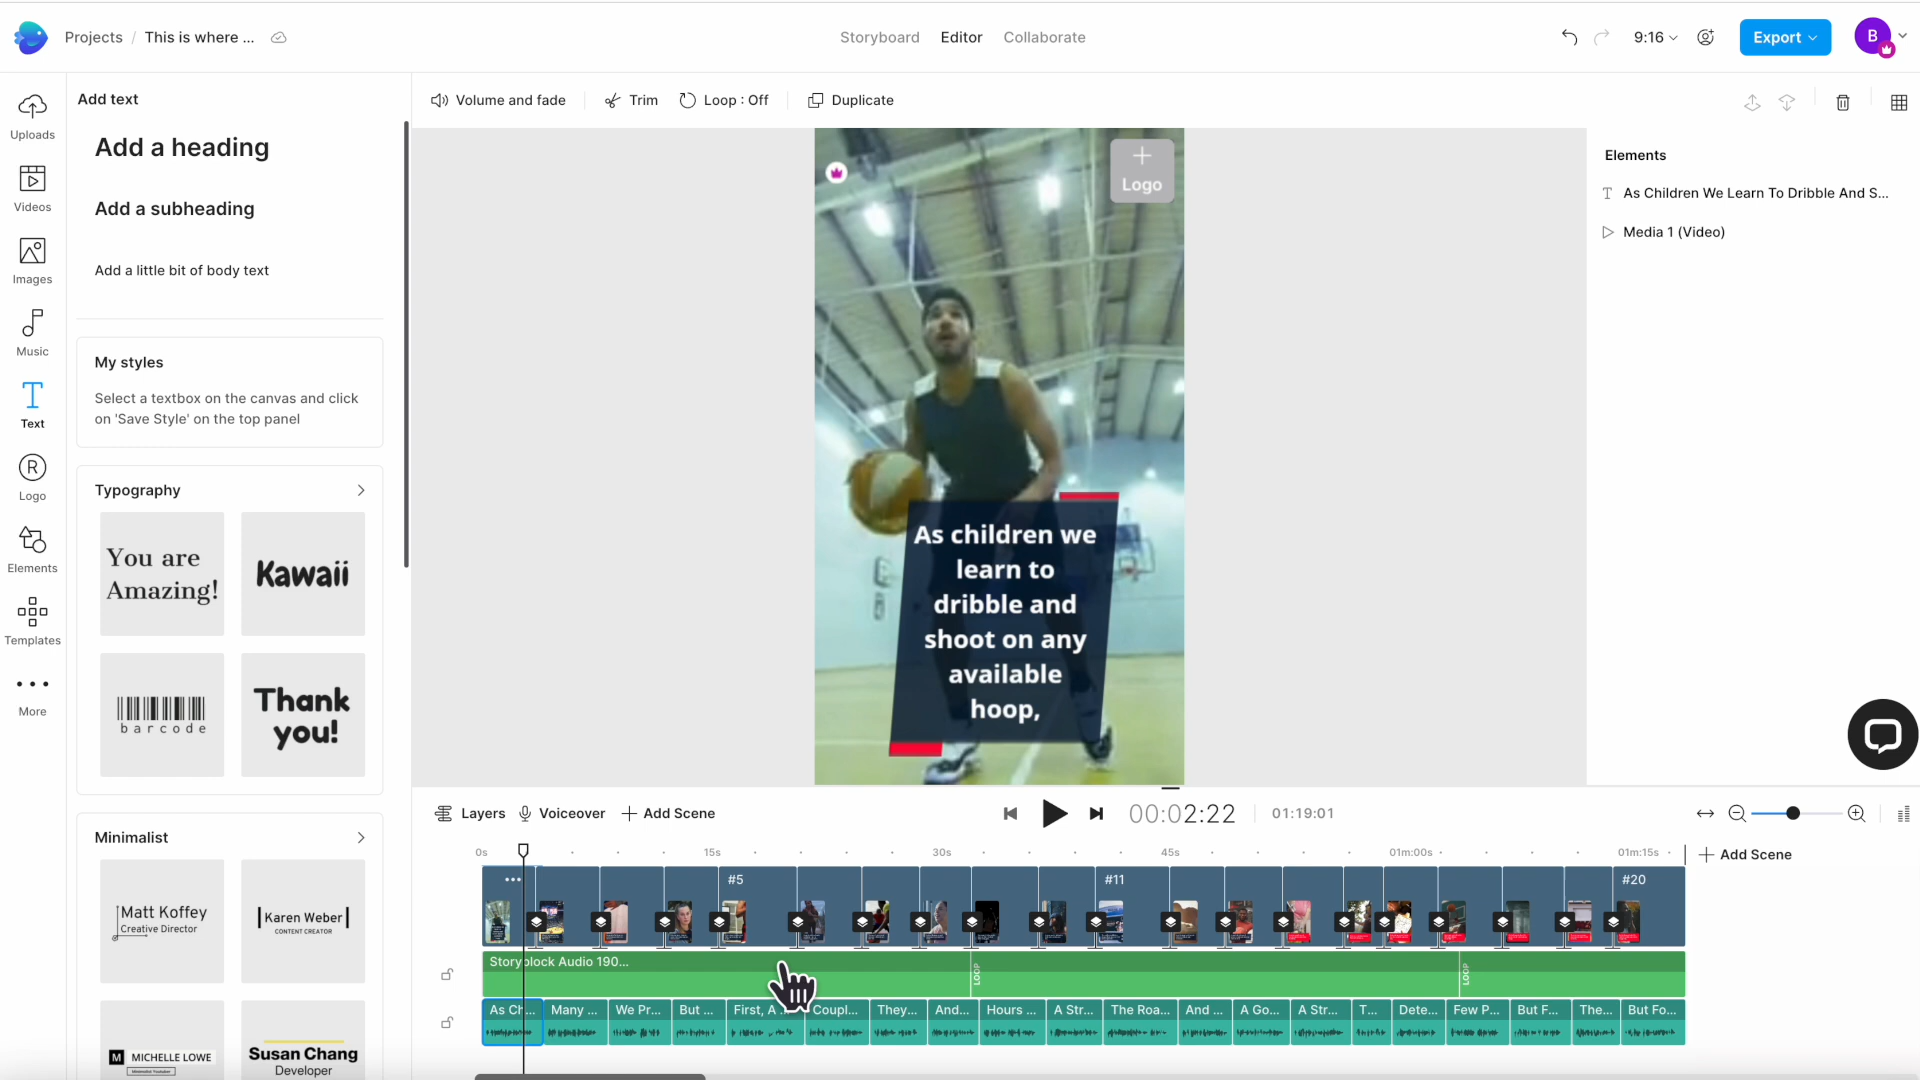 Projects / This is where ...
Storyboard Editor Collaborate
9:16
Export
B
Uploads
Videos
Images
Music
Text
Logo
Elements
Templates
More
Add text
Add a heading
Add a subheading
Add a little bit of body text
My styles
Select a textbox on the canvas and click
on 'Save Style' on the top panel
Typography
You are
Amazing!
Kawaii
barcode
Thank
you!
Minimalist
Matt Koffey
Creative Director
Karen Weber
CONTENT CREATOR
M MICHELLE LOWE
Susan Chang
Developer
Volume and fade
Trim
Loop : Off
Duplicate
+
Logo
As children we
learn to
dribble and
shoot on any
available
hoop,
Elements
T As Children We Learn To Dribble And S...
Media 1 (Video)
Layers Voiceover + Add Scene
00:02:22 01:19:01
0s 15s 30s 45s 01m:00s 01m:15s
+ Add Scene
#5 #11 #20
Storyblock Audio 190...
LOOP
LOOP
As Ch... Many ... We Pr... But ... First, A ... Coupl... They... And... Hours ... A Str... The Roa... And ... A Go... A Str... T... Dete... Few P... But F... The... But Fo...